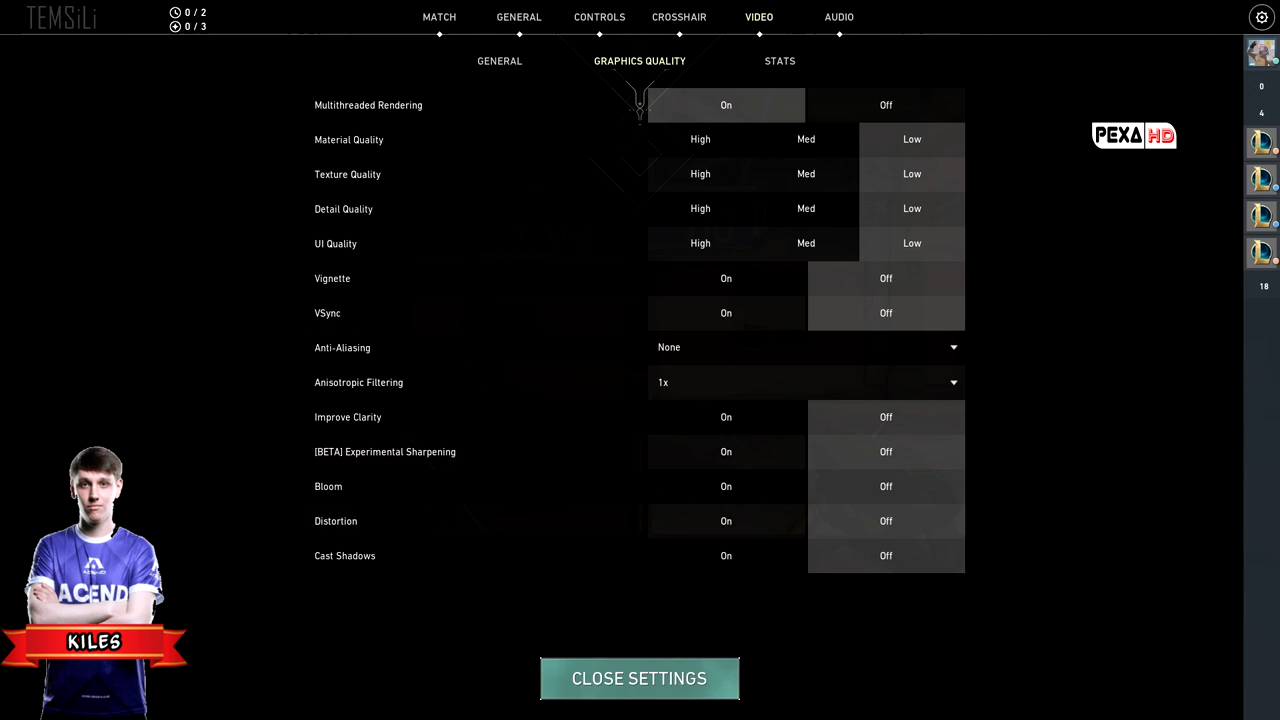 TEMSiLi
0 / 2
0 / 3
MATCH GENERAL CONTROLS CROSSHAIR VIDEO AUDIO
GENERAL GRAPHICS QUALITY STATS
Multithreaded Rendering On Off
Material Quality High Med Low
Texture Quality High Med Low
Detail Quality High Med Low
UI Quality High Med Low
Vignette On Off
VSync On Off
Anti-Aliasing None
Anisotropic Filtering 1x
Improve Clarity On Off
[BETA] Experimental Sharpening On Off
Bloom On Off
Distortion On Off
Cast Shadows On Off
CLOSE SETTINGS
PEXA HD
0
4
18
ACEND
KILES